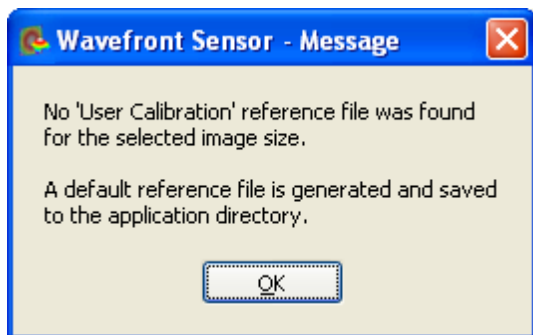 Wavefront Sensor - Message
No 'User Calibration' reference file was found
for the selected image size.
A default reference file is generated and saved
to the application directory.
OK